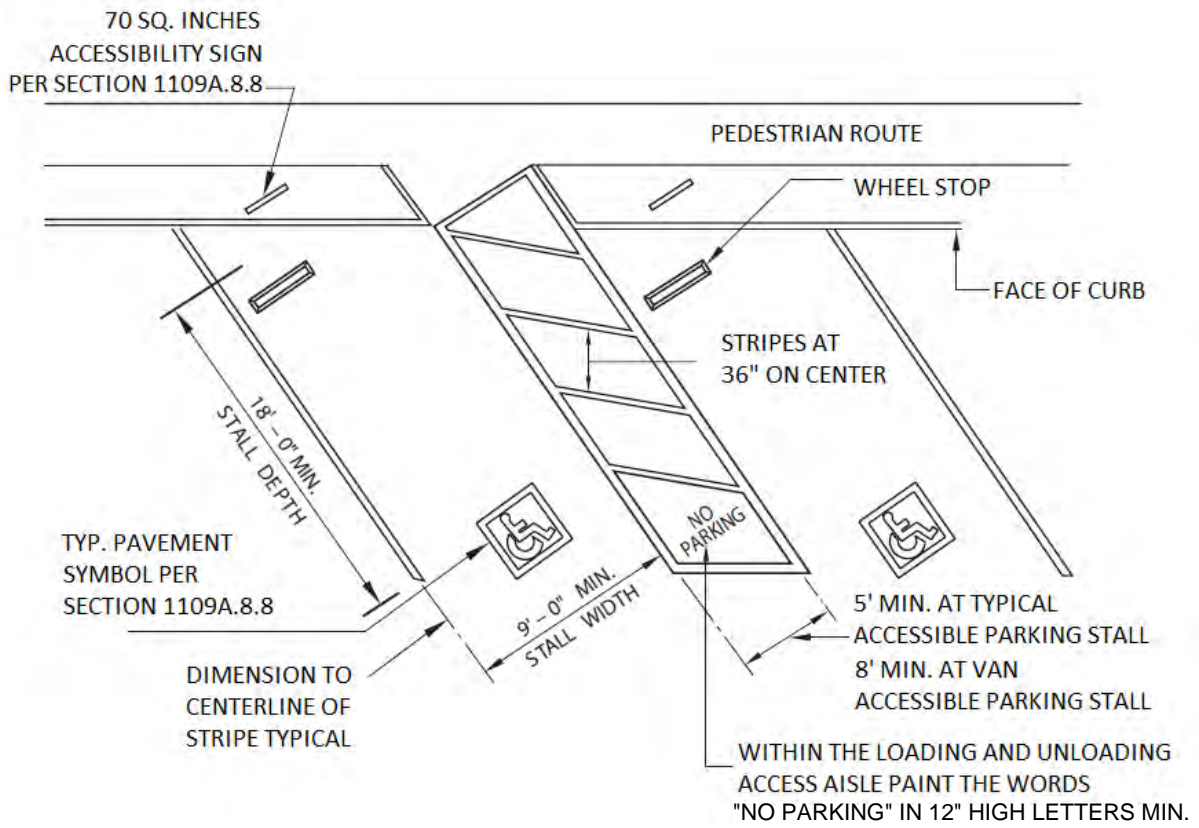 70 SQ. INCHES
ACCESSIBILITY SIGN
PER SECTION 1109A.8.8
PEDESTRIAN ROUTE
WHEEL STOP
FACE OF CURB
STRIPES AT
36" ON CENTER
18' – 0" MIN.
STALL DEPTH
NO
PARKING
TYP. PAVEMENT
SYMBOL PER
SECTION 1109A.8.8
9' – 0" MIN.
STALL WIDTH
5' MIN. AT TYPICAL
ACCESSIBLE PARKING STALL
8' MIN. AT VAN
ACCESSIBLE PARKING STALL
DIMENSION TO
CENTERLINE OF
STRIPE TYPICAL
WITHIN THE LOADING AND UNLOADING
ACCESS AISLE PAINT THE WORDS
"NO PARKING" IN 12" HIGH LETTERS MIN.